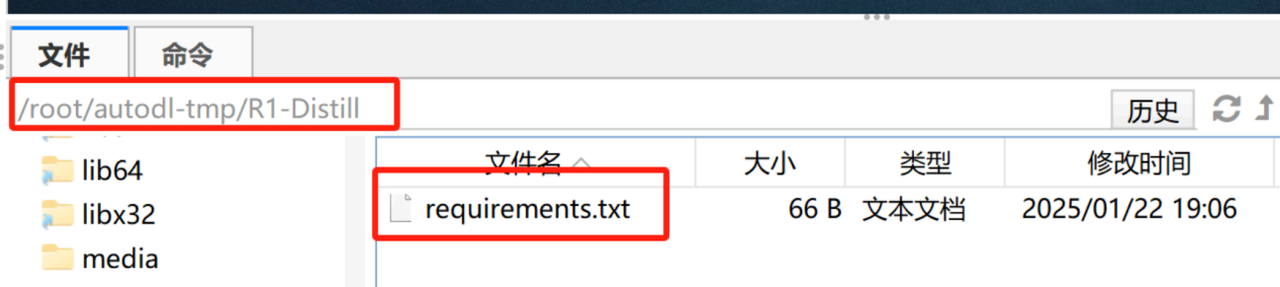 文件 命令
/root/autodl-tmp/R1-Distill 历史
文件名 大小 类型 修改时间
lib64
requirements.txt 66 B 文本文档 2025/01/22 19:06
libx32
media